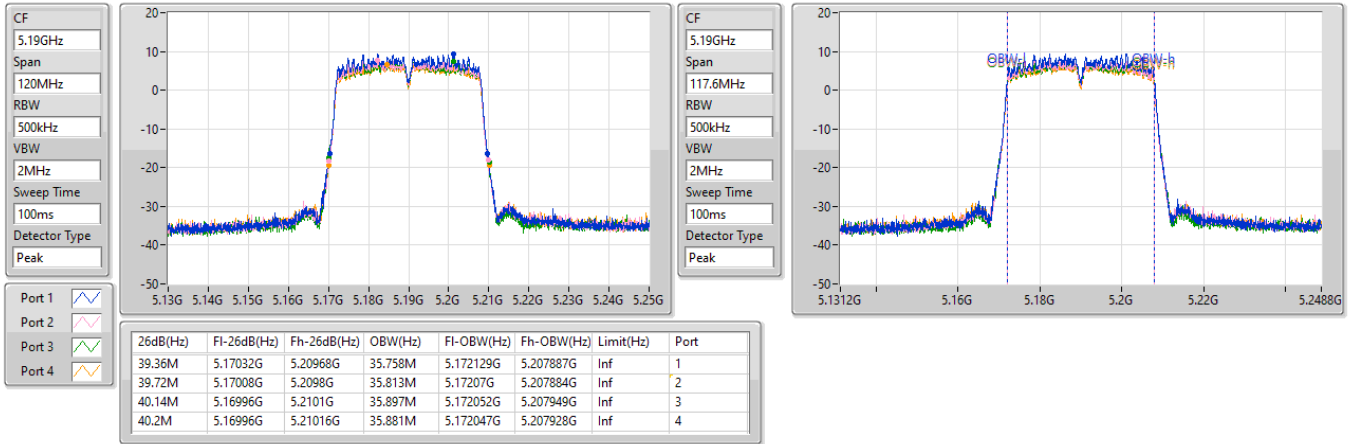 CF
5.19GHz
Span
120MHz
RBW
500kHz
VBW
2MHz
Sweep Time
100ms
Detector Type
Peak
20
10
0
-10
-20
-30
-40
-50
5.13G 5.14G 5.15G 5.16G 5.17G 5.18G 5.19G 5.2G 5.21G 5.22G 5.23G 5.24G 5.25G
CF
5.19GHz
Span
117.6MHz
RBW
500kHz
VBW
2MHz
Sweep Time
100ms
Detector Type
Peak
20
10
0
-10
-20
-30
-40
-50
OBW-l OBW-h
5.1312G 5.16G 5.18G 5.2G 5.22G 5.2488G
Port 1
Port 2
Port 3
Port 4
26dB(Hz) Fl-26dB(Hz) Fh-26dB(Hz) OBW(Hz) Fl-OBW(Hz) Fh-OBW(Hz) Limit(Hz) Port
39.36M 5.17032G 5.20968G 35.758M 5.172129G 5.207887G Inf 1
39.72M 5.17008G 5.2098G 35.813M 5.17207G 5.207884G Inf 2
40.14M 5.16996G 5.2101G 35.897M 5.172052G 5.207949G Inf 3
40.2M 5.16996G 5.21016G 35.881M 5.172047G 5.207928G Inf 4